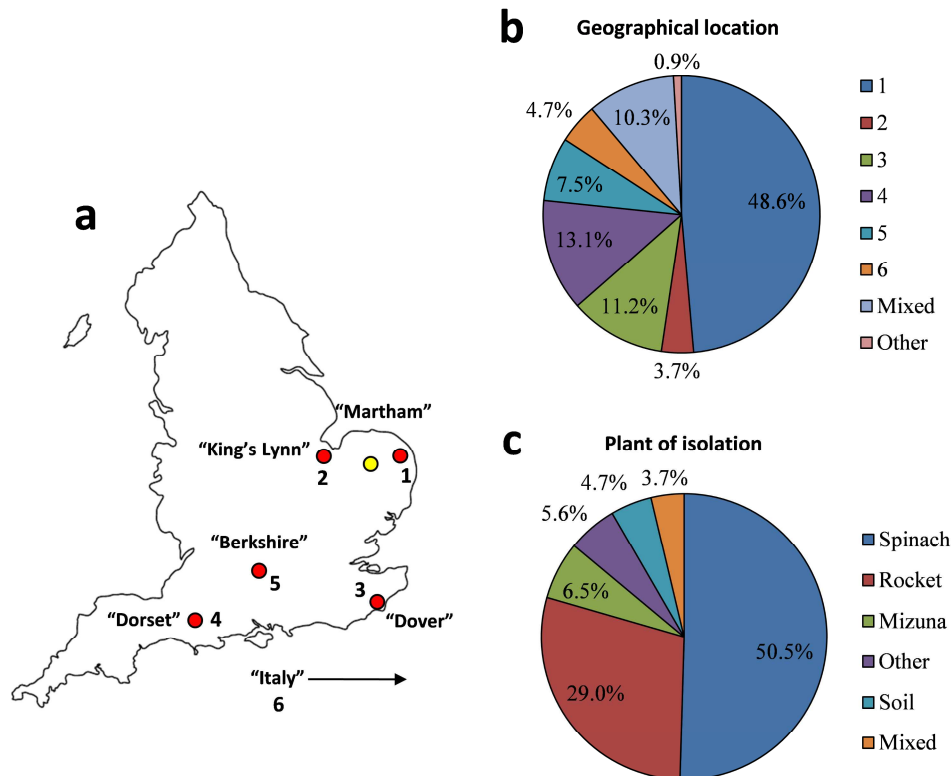 a
"Martham"
"King's Lynn"
2
1
"Berkshire"
5
3
"Dorset" 4
"Dover"
"Italy"
6
b
Geographical location
0.9%
4.7%
10.3%
7.5%
48.6%
13.1%
11.2%
3.7%
1
2
3
4
5
6
Mixed
Other
c
Plant of isolation
3.7%
4.7%
5.6%
6.5%
50.5%
29.0%
Spinach
Rocket
Mizuna
Other
Soil
Mixed